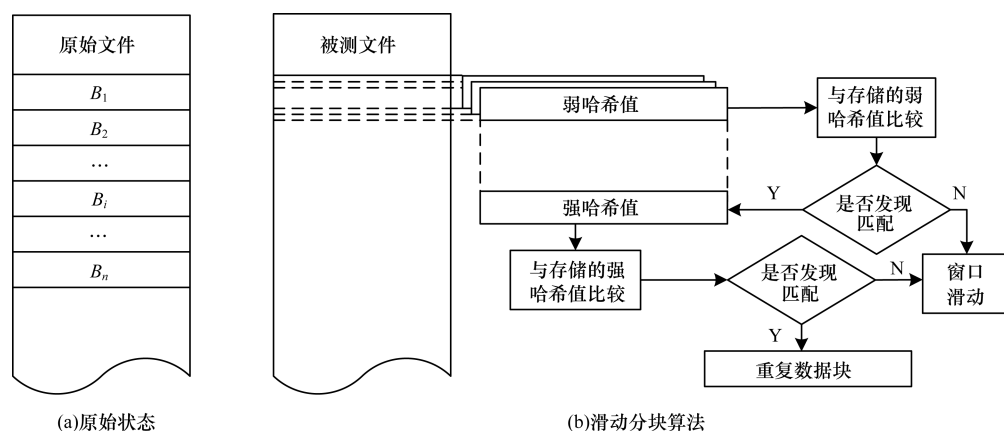 原始文件
B1
B2
…
Bi
…
Bn
(a)原始状态
被测文件
弱哈希值
与存储的弱
哈希值比较
是否发现
匹配
Y
N
强哈希值
与存储的强
哈希值比较
是否发现
匹配
N
Y
窗口
滑动
重复数据块
(b)滑动分块算法